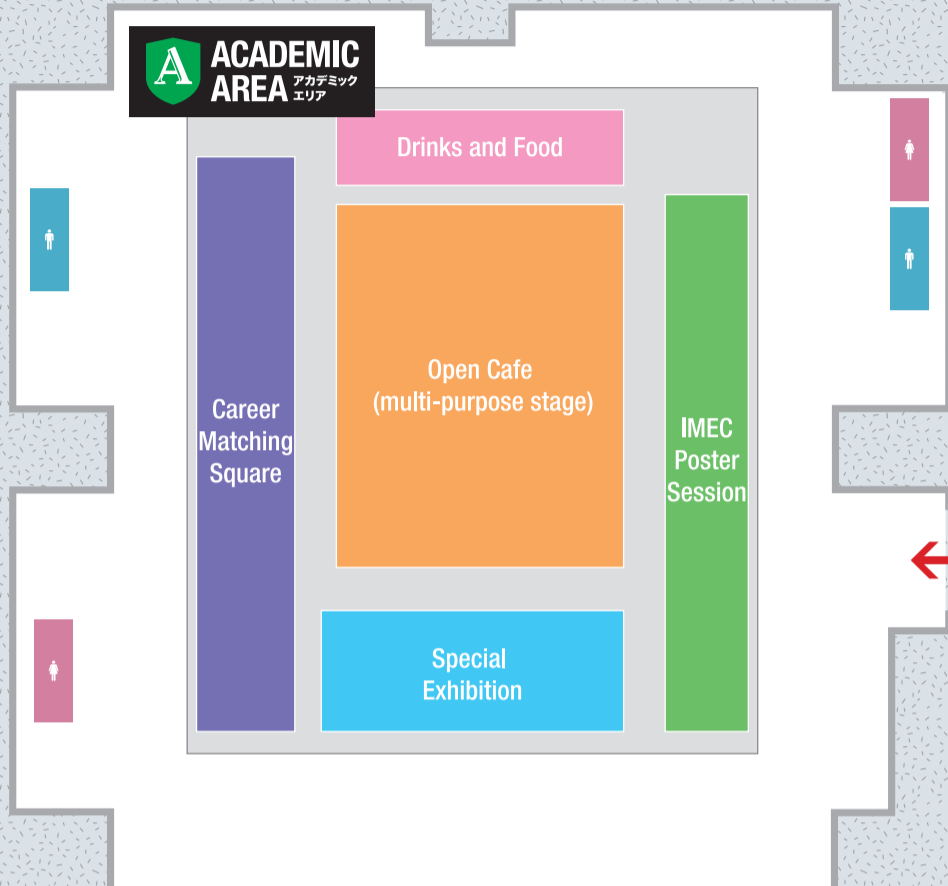 A
ACADEMIC
AREA アカデミック
エリア
Drinks and Food
Open Cafe
(multi-purpose stage)
Career
Matching
Square
IMEC
Poster
Session
Special
Exhibition